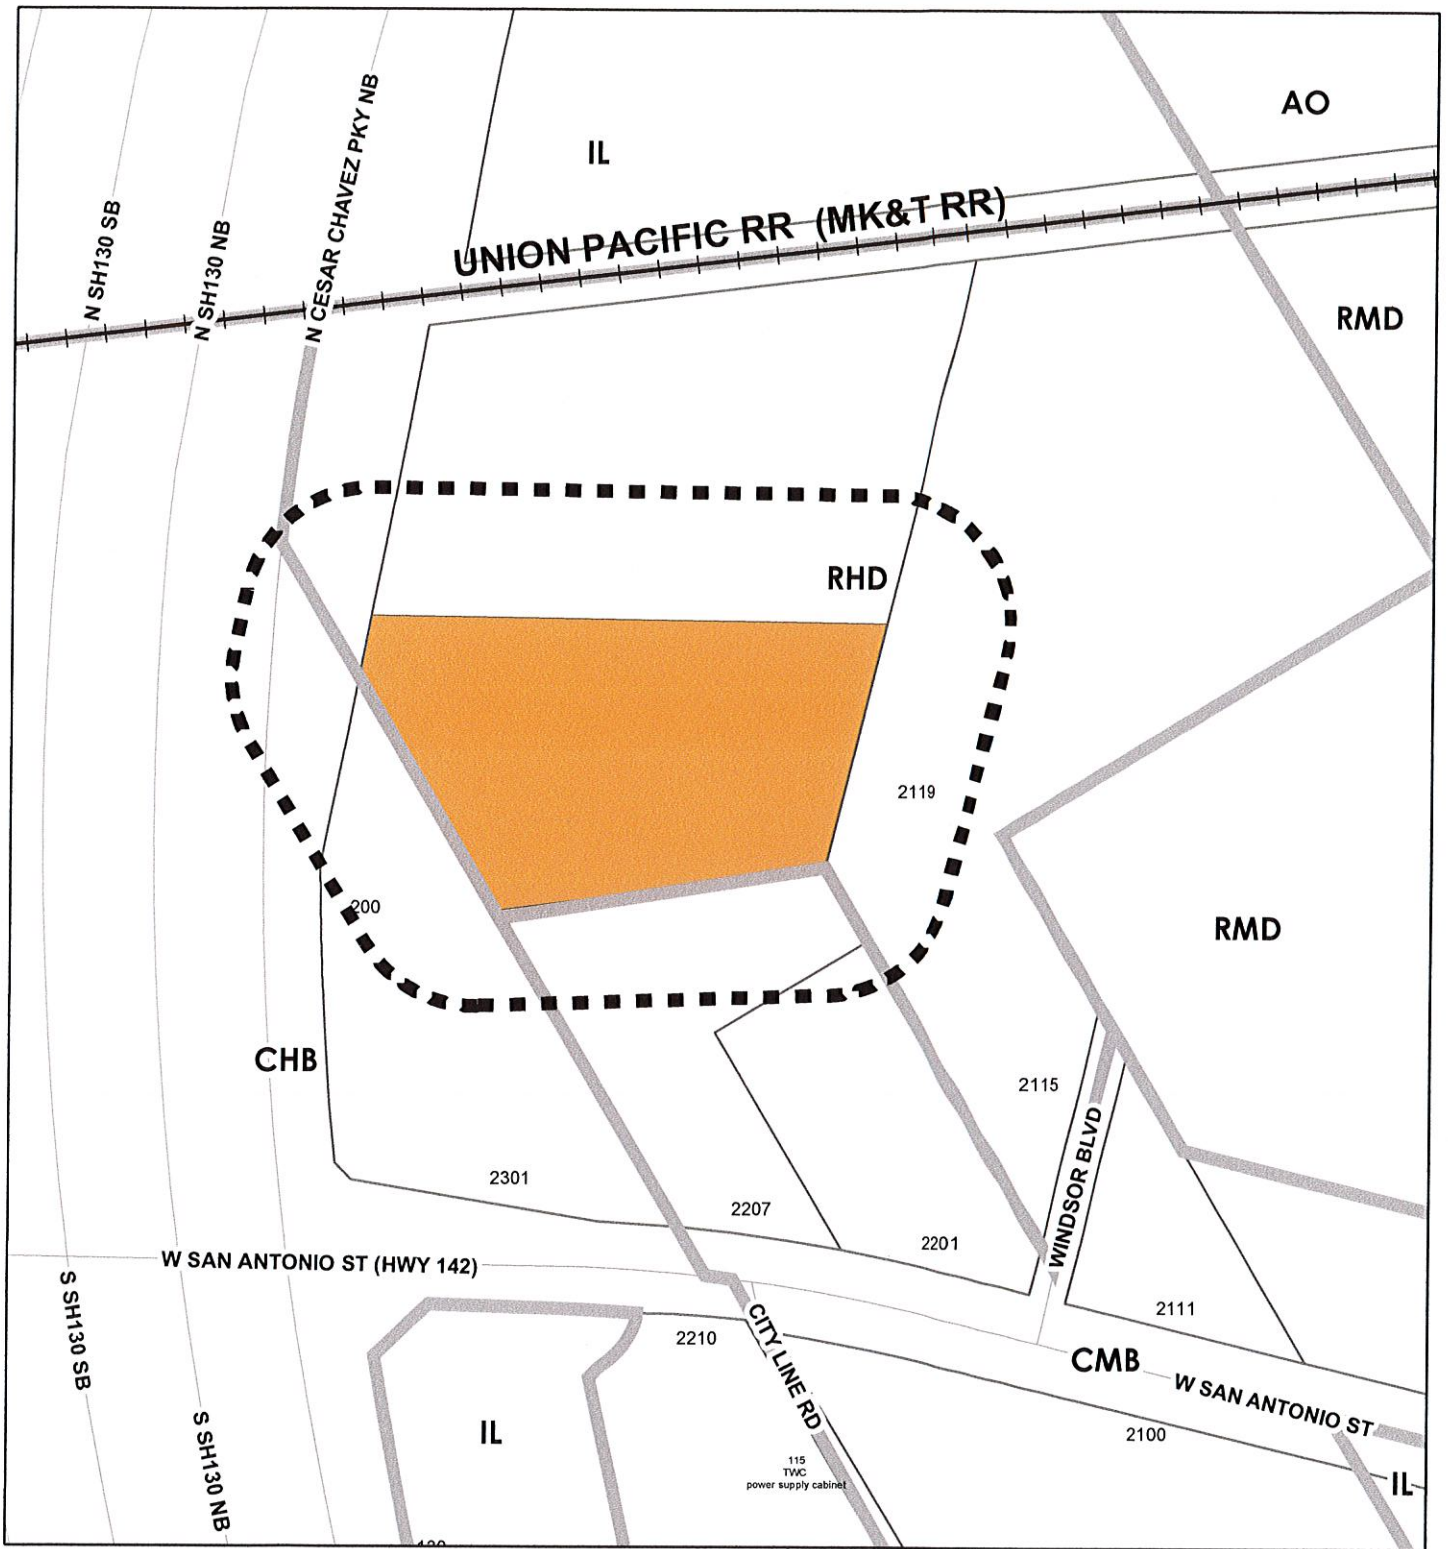 AO
IL
N CESAR CHAVEZ PKY NB
N SH130 SB
N SH130 NB
UNION PACIFIC RR (MK&T RR)
RMD
RHD
2119
200
RMD
CHB
2115
WINDSOR BLVD
2301
2207
2201
W SAN ANTONIO ST (HWY 142)
S SH130 SB
2111
2210
CITY LINE RD
CMB
W SAN ANTONIO ST
S SH130 NB
IL
2100
115
TWC
power supply cabinet
IL